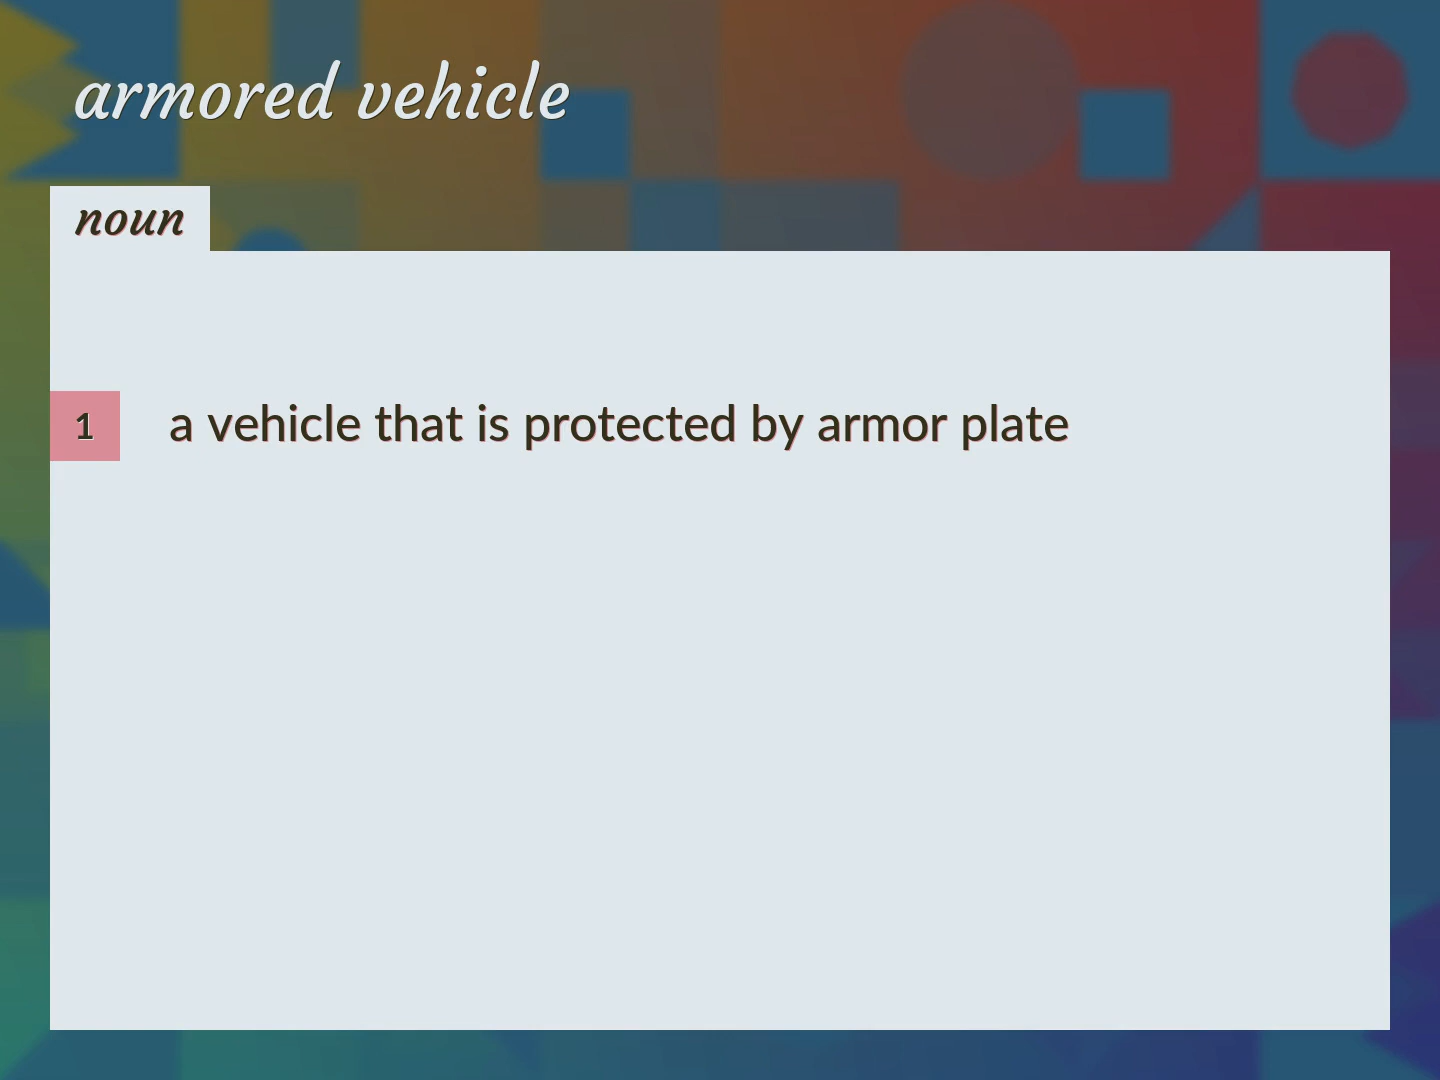 armored vehicle
noun
1 a vehicle that is protected by armor plate